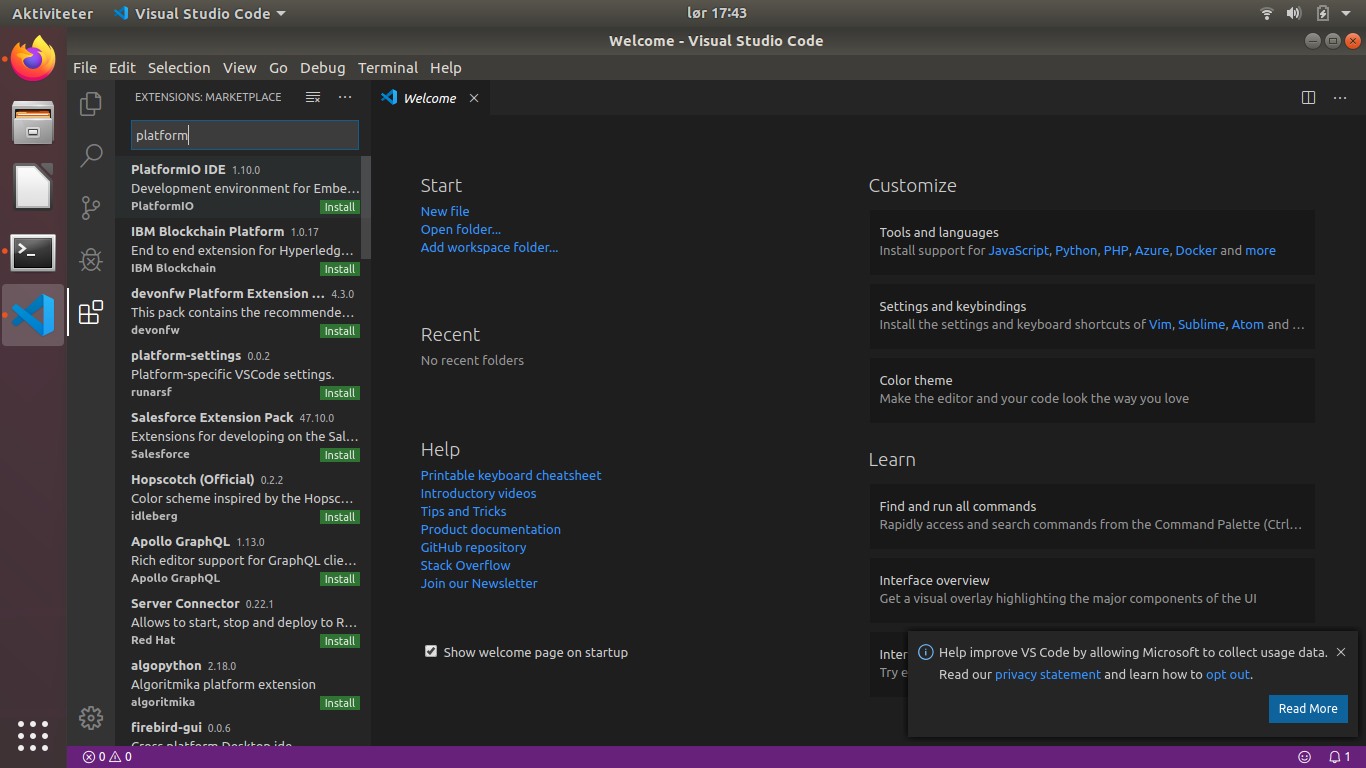 Aktiviteter Visual Studio Code lør 17:43
Welcome - Visual Studio Code
File Edit Selection View Go Debug Terminal Help
EXTENSIONS: MARKETPLACE
platform
PlatformIO IDE 1.10.0
Development environment for Embe...
PlatformIO Install
IBM Blockchain Platform 1.0.17
End to end extension for Hyperledg...
IBM Blockchain Install
devonfw Platform Extension ... 4.3.0
This pack contains the recommende...
devonfw Install
platform-settings 0.0.2
Platform-specific VSCode settings.
runarsf Install
Salesforce Extension Pack 47.10.0
Extensions for developing on the Sal...
Salesforce Install
Hopscotch (Official) 0.2.2
Color scheme inspired by the Hopsc...
idleberg Install
Apollo GraphQL 1.13.0
Rich editor support for GraphQL clie...
Apollo GraphQL Install
Server Connector 0.22.1
Allows to start, stop and deploy to R...
Red Hat Install
algopython 2.18.0
Algoritmika platform extension
algoritmika Install
firebird-gui 0.0.6
Cross platform Desktop ide
Welcome
Start
New file
Open folder...
Add workspace folder...
Recent
No recent folders
Help
Printable keyboard cheatsheet
Introductory videos
Tips and Tricks
Product documentation
GitHub repository
Stack Overflow
Join our Newsletter
Show welcome page on startup
Customize
Tools and languages
Install support for JavaScript, Python, PHP, Azure, Docker and more
Settings and keybindings
Install the settings and keyboard shortcuts of Vim, Sublime, Atom and ...
Color theme
Make the editor and your code look the way you love
Learn
Find and run all commands
Rapidly access and search commands from the Command Palette (Ctrl...
Interface overview
Get a visual overlay highlighting the major components of the UI
Inter
Try e
Help improve VS Code by allowing Microsoft to collect usage data.
Read our privacy statement and learn how to opt out.
Read More
0 0 1